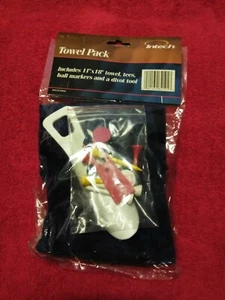 Towel Pack
Intech
Includes 11"x18" towel, tees,
ball markers and a divot tool